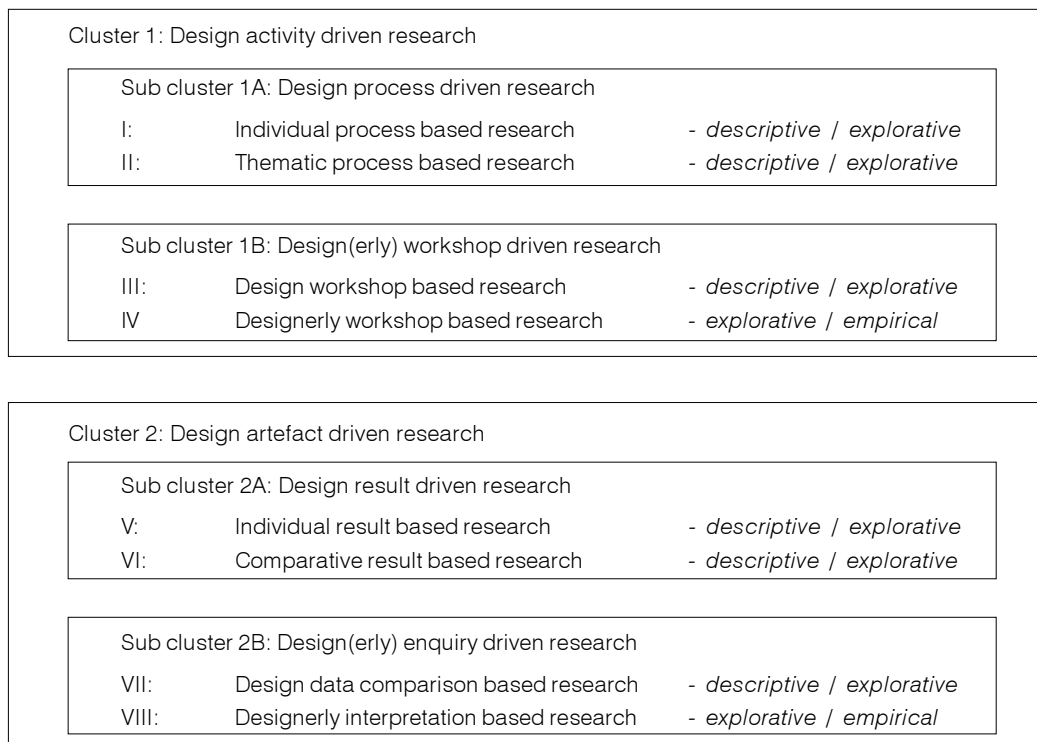 Cluster 1: Design activity driven research
Sub cluster 1A: Design process driven research
I: Individual process based research - descriptive / explorative
II: Thematic process based research - descriptive / explorative
Sub cluster 1B: Design(erly) workshop driven research
III: Design workshop based research - descriptive / explorative
IV Designerly workshop based research - explorative / empirical
Cluster 2: Design artefact driven research
Sub cluster 2A: Design result driven research
V: Individual result based research - descriptive / explorative
VI: Comparative result based research - descriptive / explorative
Sub cluster 2B: Design(erly) enquiry driven research
VII: Design data comparison based research - descriptive / explorative
VIII: Designerly interpretation based research - explorative / empirical